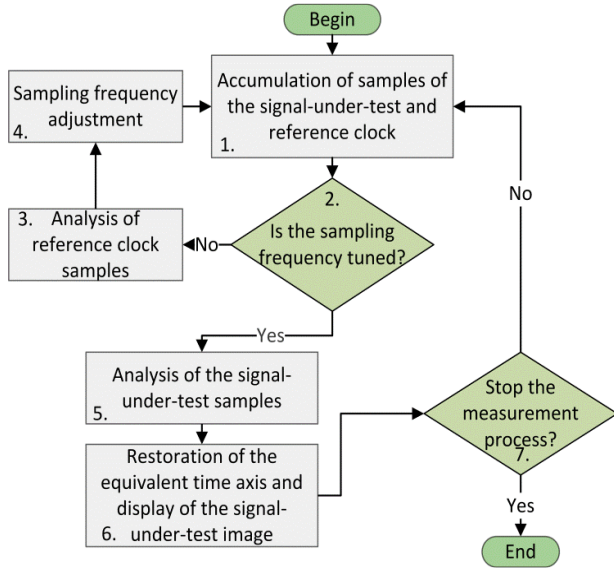 Begin
Accumulation of samples of
the signal-under-test and
reference clock
1.
Sampling frequency
adjustment
4.
2.
Is the sampling
frequency tuned?
No
3. Analysis of
reference clock
samples
Yes
Analysis of the signal-
under-test samples
5.
Restoration of the
equivalent time axis and
display of the signal-
6. under-test image
Stop the
measurement
process?
7.
No
Yes
End